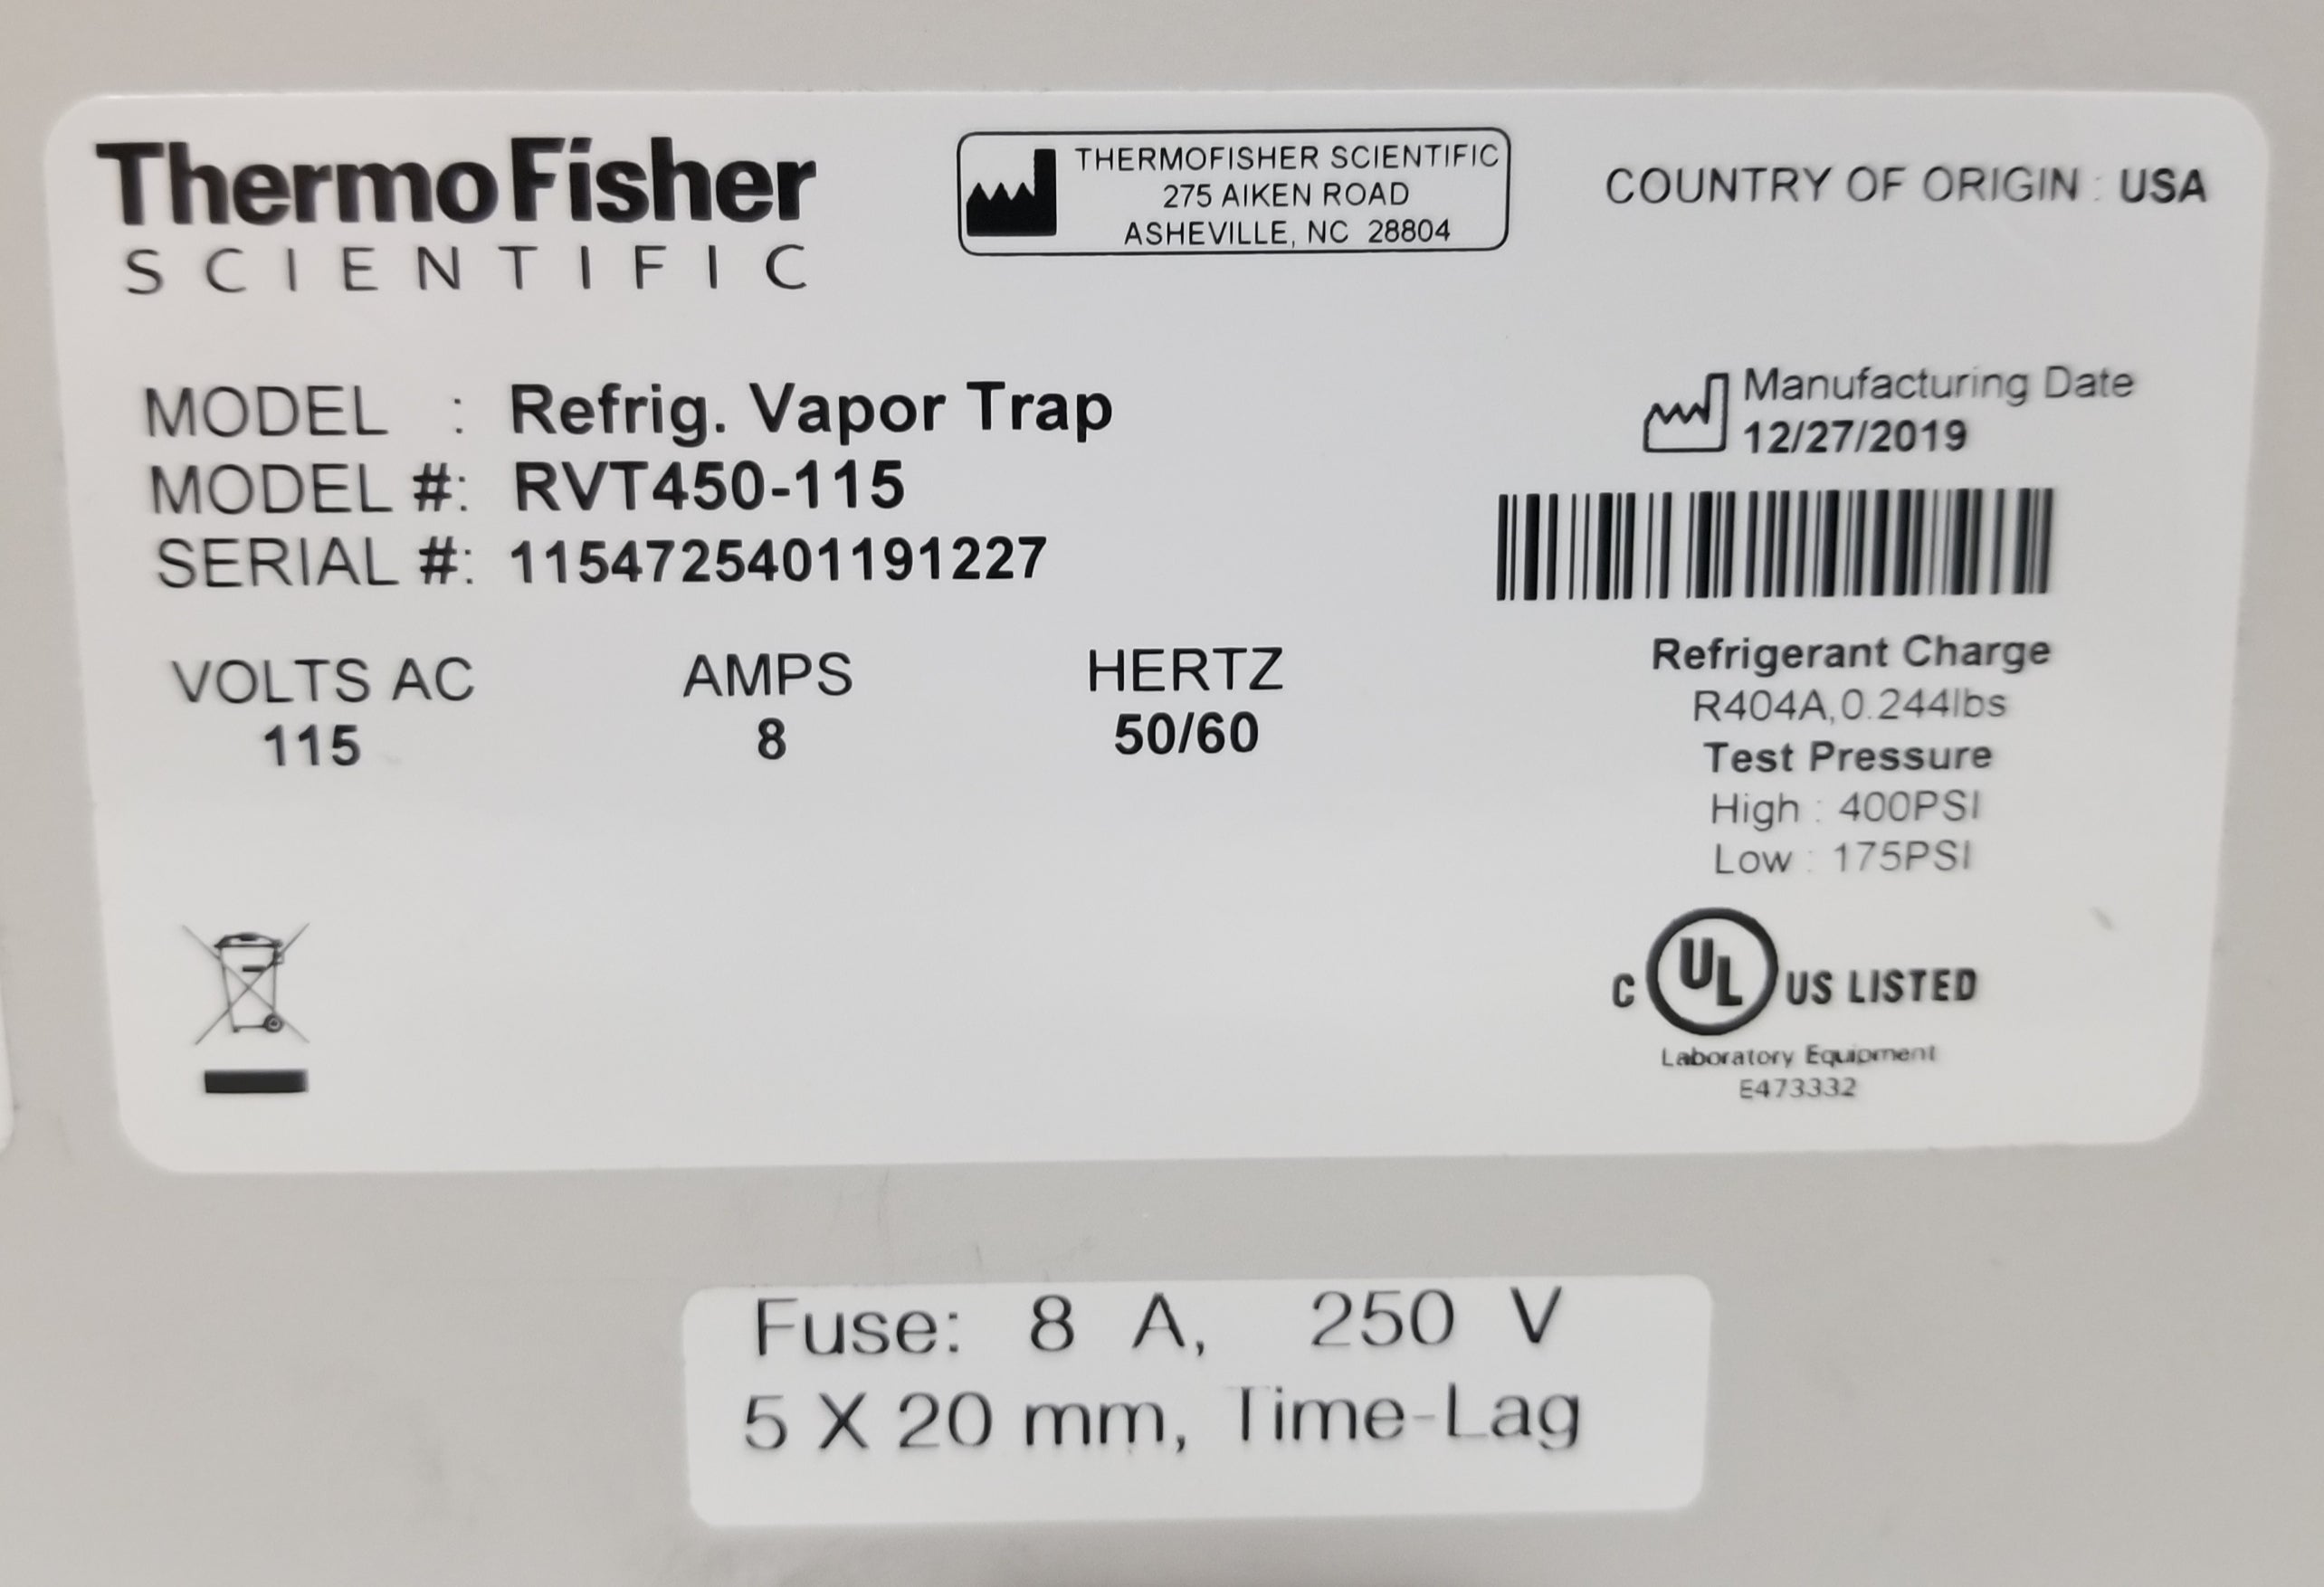 ThermoFisher
SCIENTIFIC
THERMOFISHER SCIENTIFIC
275 AIKEN ROAD
ASHEVILLE, NC 28804
COUNTRY OF ORIGIN : USA
MODEL : Refrig. Vapor Trap
MODEL #: RVT450-115
SERIAL #: 1154725401191227
Manufacturing Date
12/27/2019
VOLTS AC AMPS HERTZ
115 8 50/60
Refrigerant Charge
R404A,0.244lbs
Test Pressure
High : 400PSI
Low : 175PSI
C UL US LISTED
Laboratory Equipment
E473332
Fuse: 8 A, 250 V
5 X 20 mm, Time-Lag